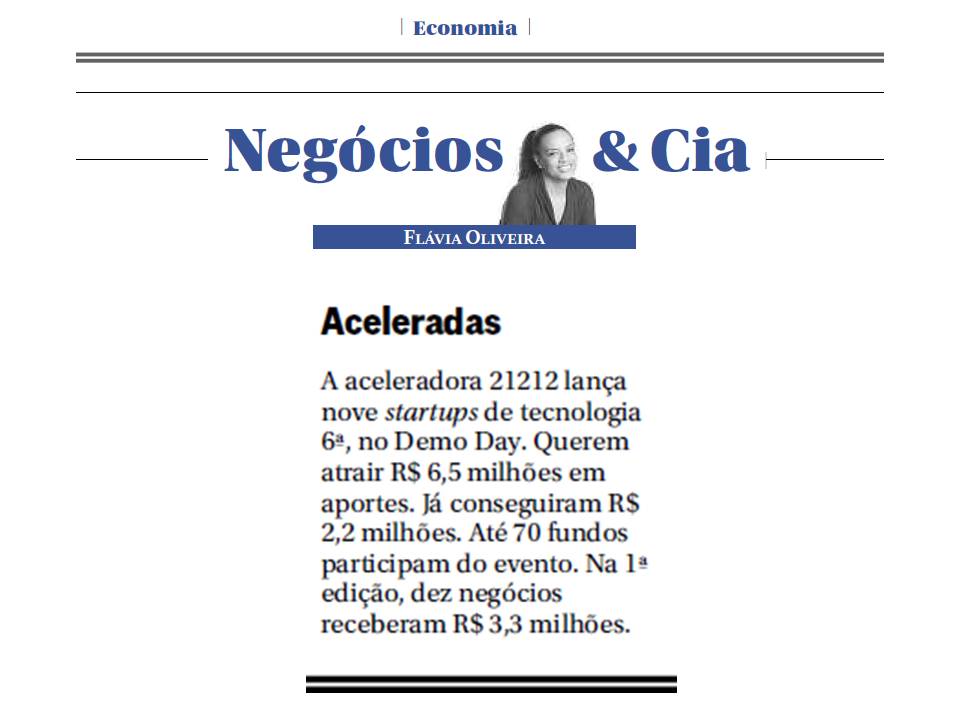 Economia
Negócios & Cia
Flávia Oliveira
Aceleradas
A aceleradora 21212 lança
nove startups de tecnologia
6ª, no Demo Day. Querem
atrair R$ 6,5 milhões em
aportes. Já conseguiram R$
2,2 milhões. Até 70 fundos
participam do evento. Na 1ª
edição, dez negócios
receberam R$ 3,3 milhões.